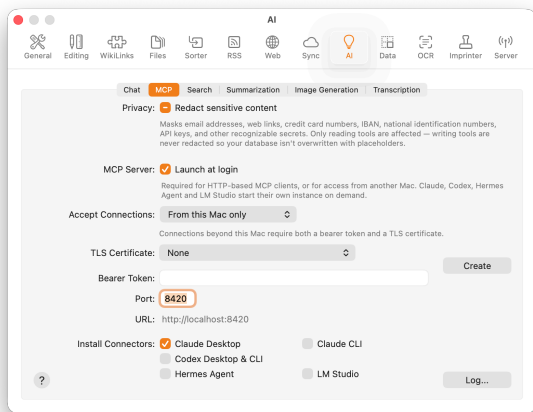 AI
General Editing WikiLinks Files Sorter RSS Web Sync AI Data OCR Imprinter Server
Chat MCP Search Summarization Image Generation Transcription
Privacy: Redact sensitive content
Masks email addresses, web links, credit card numbers, IBAN, national identification numbers,
API keys, and other recognizable secrets. Only reading tools are affected — writing tools are
never redacted so your database isn't overwritten with placeholders.
MCP Server: Launch at login
Required for HTTP-based MCP clients, or for access from another Mac. Claude, Codex, Hermes
Agent and LM Studio start their own instance on demand.
Accept Connections: From this Mac only
Connections beyond this Mac require both a bearer token and a TLS certificate.
TLS Certificate: None
Create
Bearer Token:
Port: 8420
URL: http://localhost:8420
Install Connectors: Claude Desktop Claude CLI
Codex Desktop & CLI
Hermes Agent LM Studio
? Log...